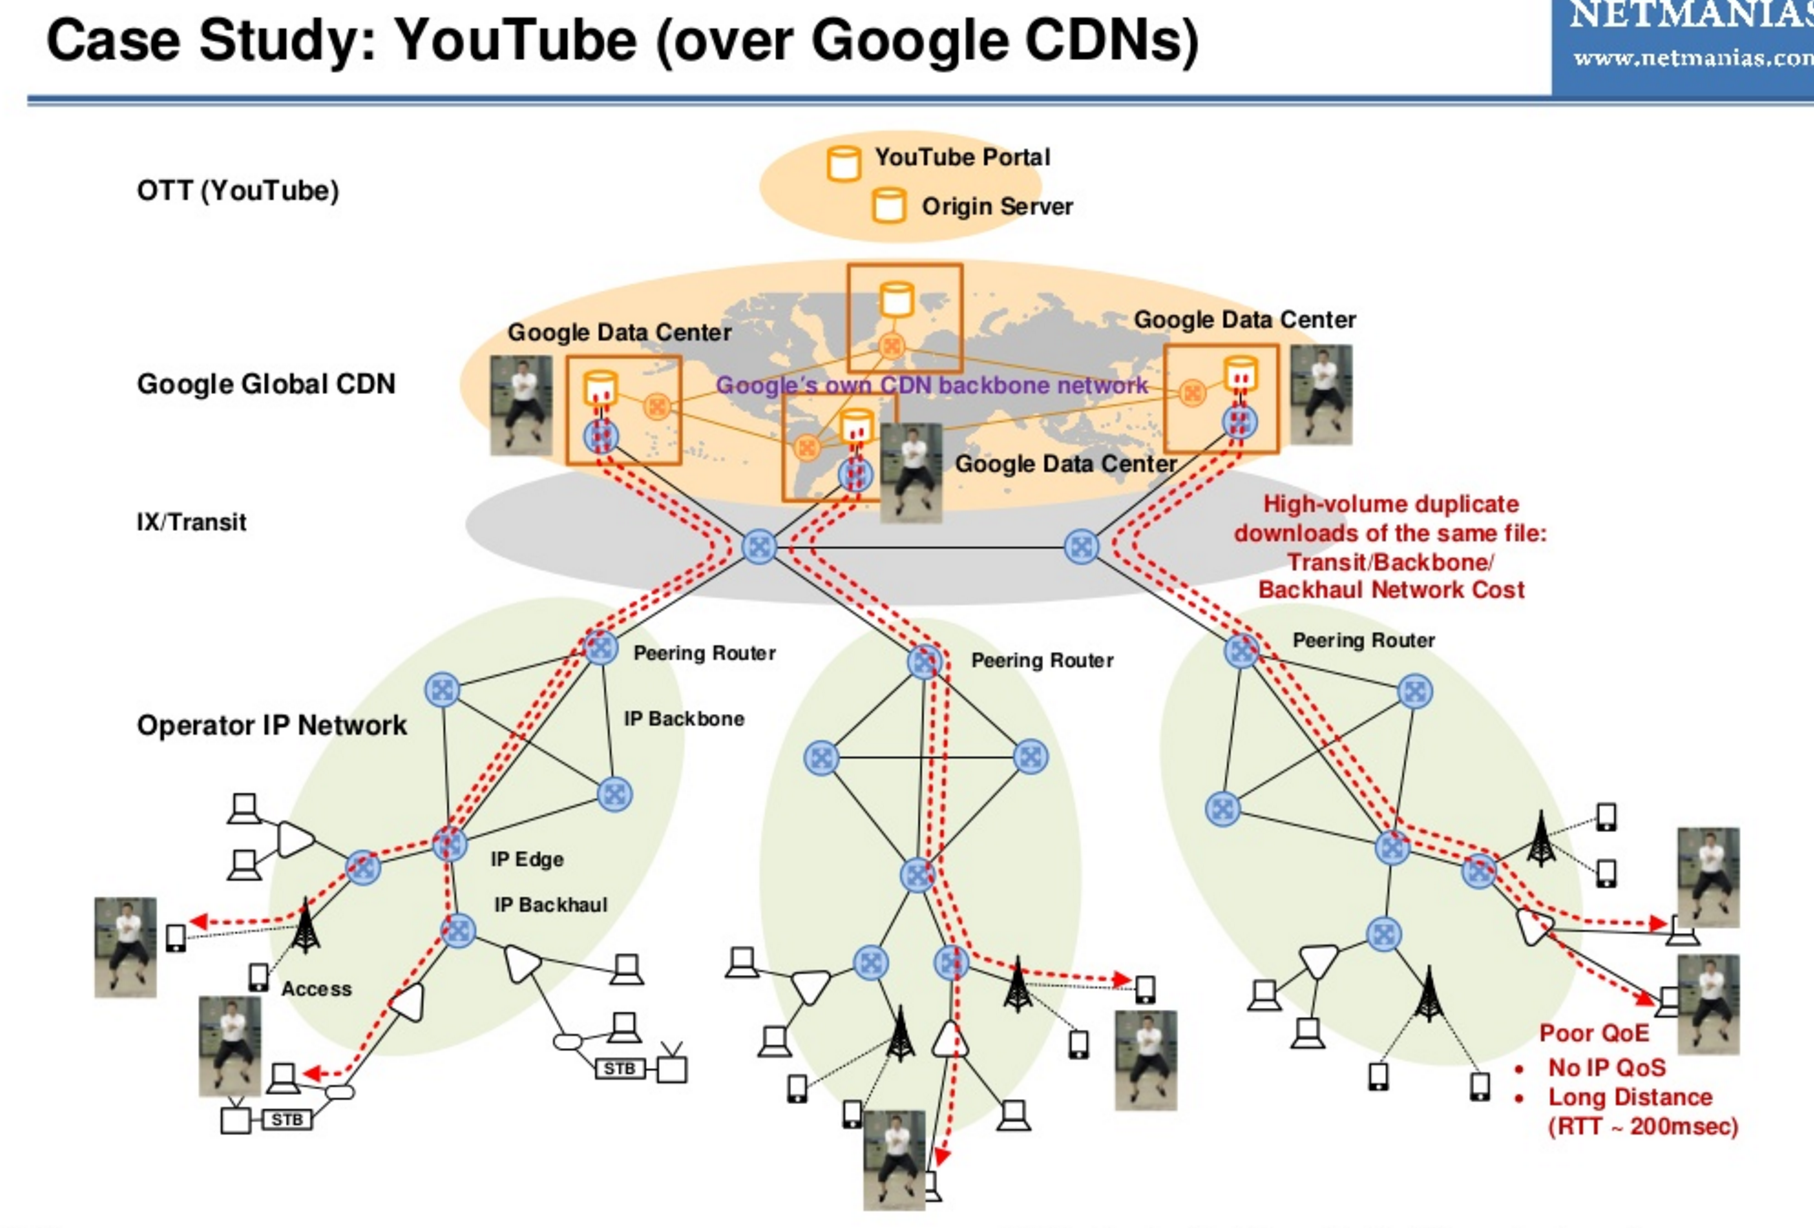 Case Study: YouTube (over Google CDNs)
NETMANIAS
www.netmanias.com
OTT (YouTube)
YouTube Portal
Origin Server
Google Global CDN
Google Data Center
Google Data Center
Google's own CDN backbone network
Google Data Center
IX/Transit
High-volume duplicate
downloads of the same file:
Transit/Backbone/
Backhaul Network Cost
Operator IP Network
Peering Router
Peering Router
Peering Router
IP Backbone
IP Edge
IP Backhaul
Access
STB
STB
Poor QoE
• No IP QoS
• Long Distance
(RTT ~ 200msec)